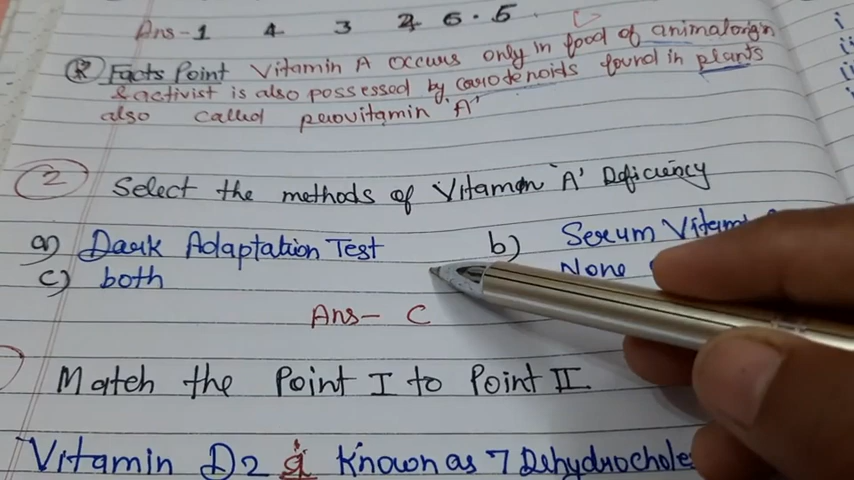 Ans - 1 4 3 2 6 . 5
Facts Point Vitamin A occurs only in food of animal origin
& activist is also possessed by carotenoids found in plants
also called provitamin 'A'
2 Select the methods of Vitamin 'A' Deficiency
a) Dark Adaptation Test b) Serum Vitam
c) both None
Ans - C
Match the Point I to Point II
Vitamin D2 Known as 7 Dehydrochole